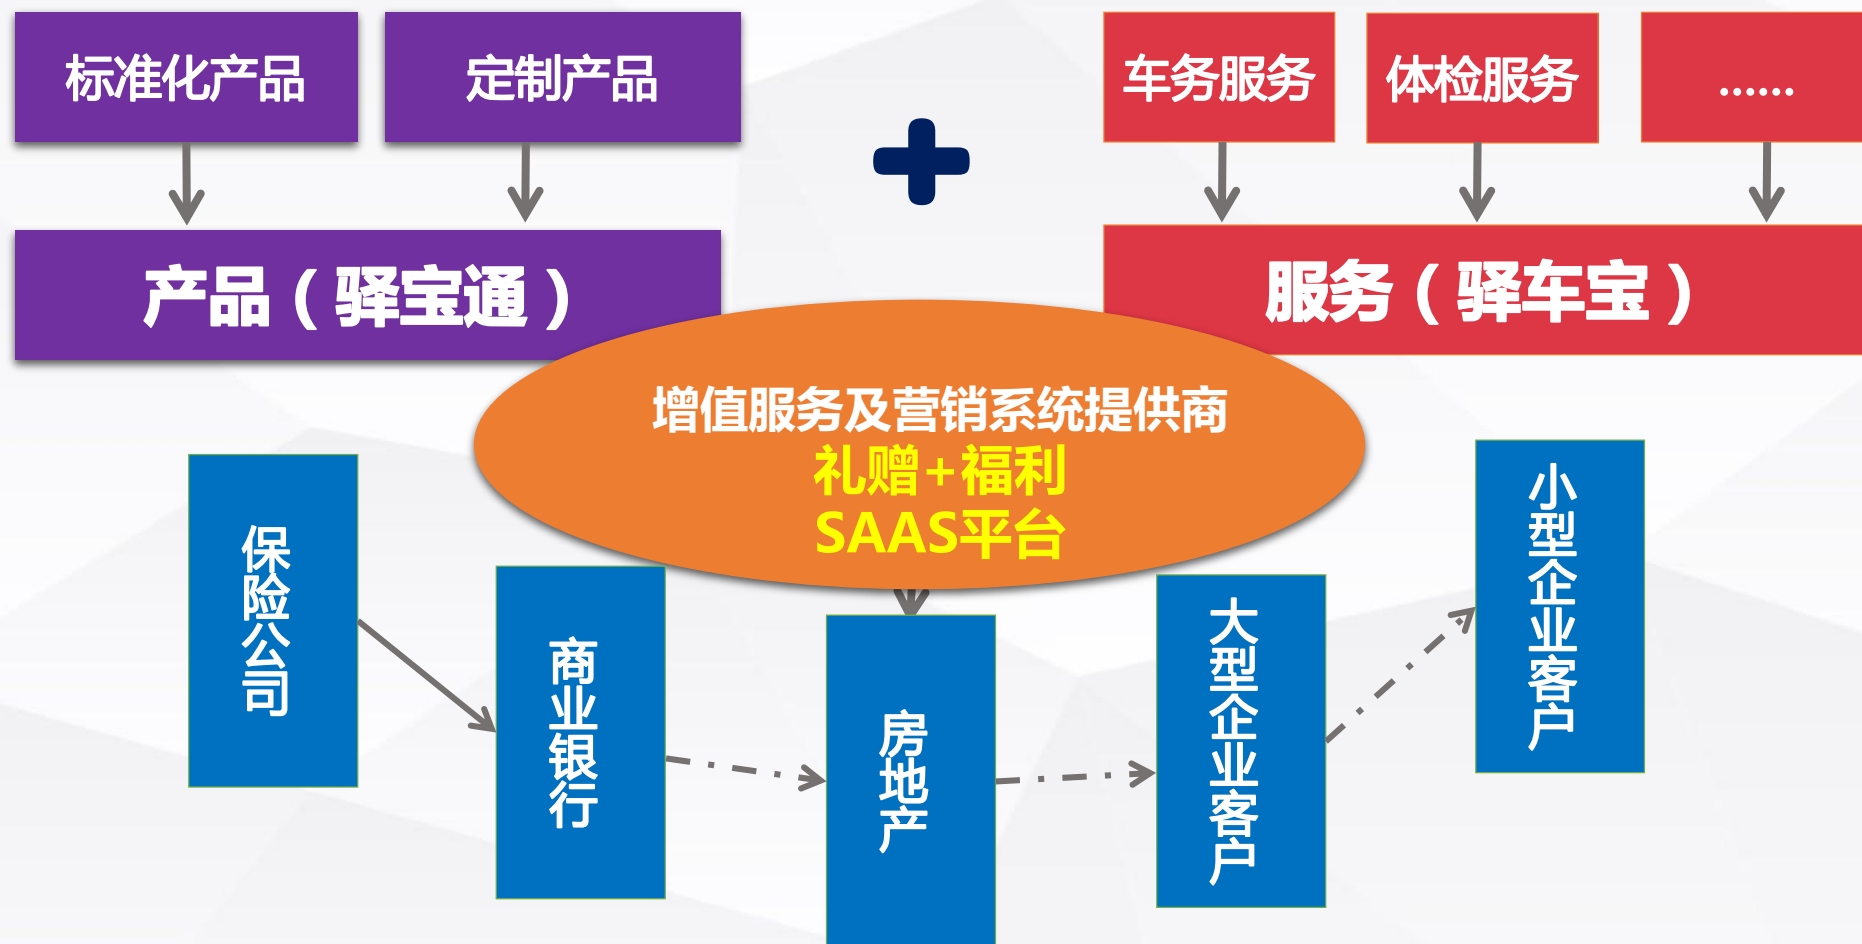 标准化产品
定制产品
车务服务
体检服务
......
产品（驿宝通）
服务（驿车宝）
增值服务及营销系统提供商
礼赠+福利
SAAS平台
保险公司
商业银行
房地产
大型企业客户
小型企业客户